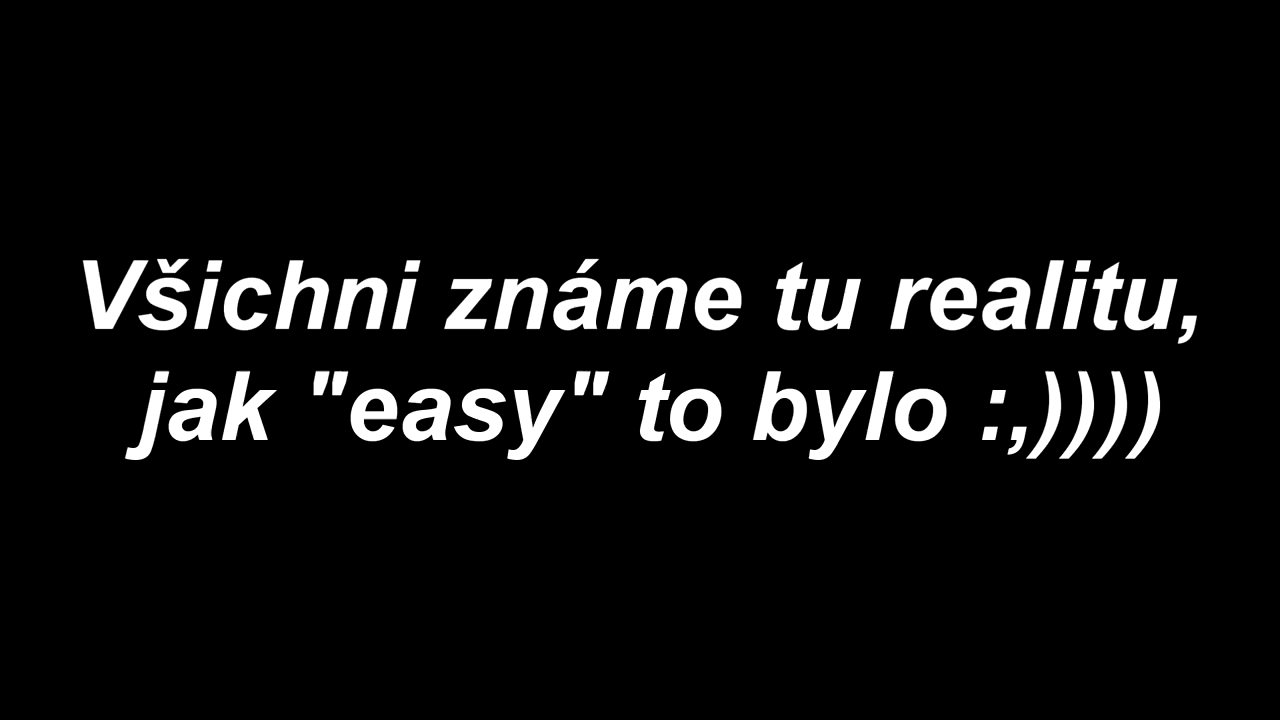 Všichni známe tu realitu,
jak "easy" to bylo :,))))